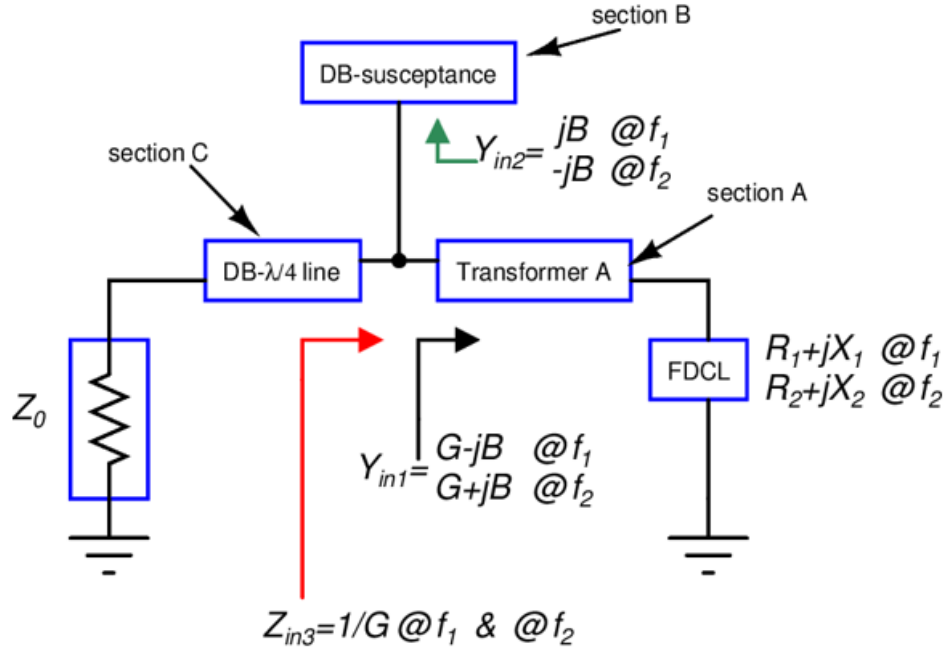 section B
DB-susceptance
section C
Y_in2= jB @f_1
-jB @f_2
section A
DB-λ/4 line
Transformer A
Z_0
FDCL
R_1+jX_1 @f_1
R_2+jX_2 @f_2
Y_in1= G-jB @f_1
G+jB @f_2
Z_in3=1/G @f_1 & @f_2